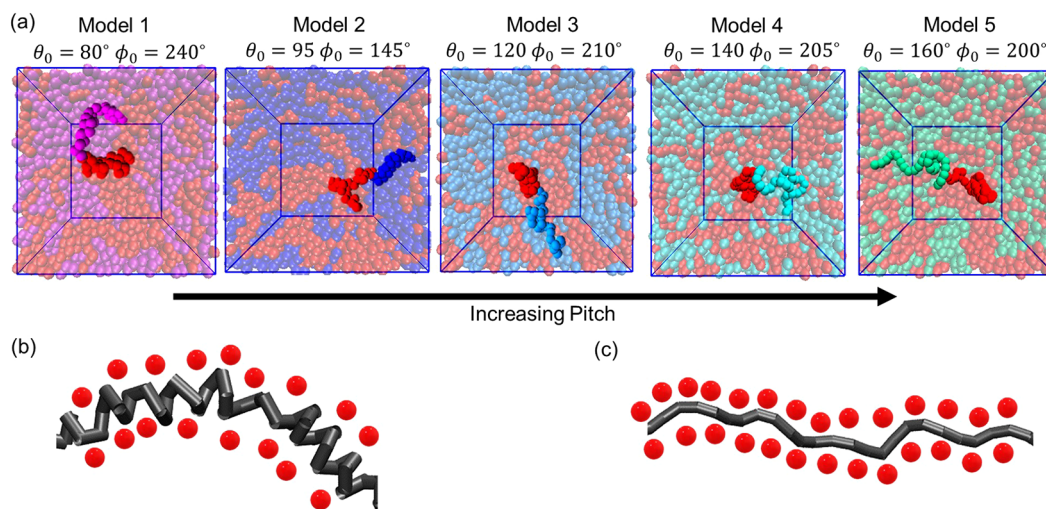 (a)
Model 1 Model 2 Model 3 Model 4 Model 5
θ₀ = 80° ϕ₀ = 240° θ₀ = 95 ϕ₀ = 145° θ₀ = 120 ϕ₀ = 210° θ₀ = 140 ϕ₀ = 205° θ₀ = 160° ϕ₀ = 200°
Increasing Pitch
(b) (c)